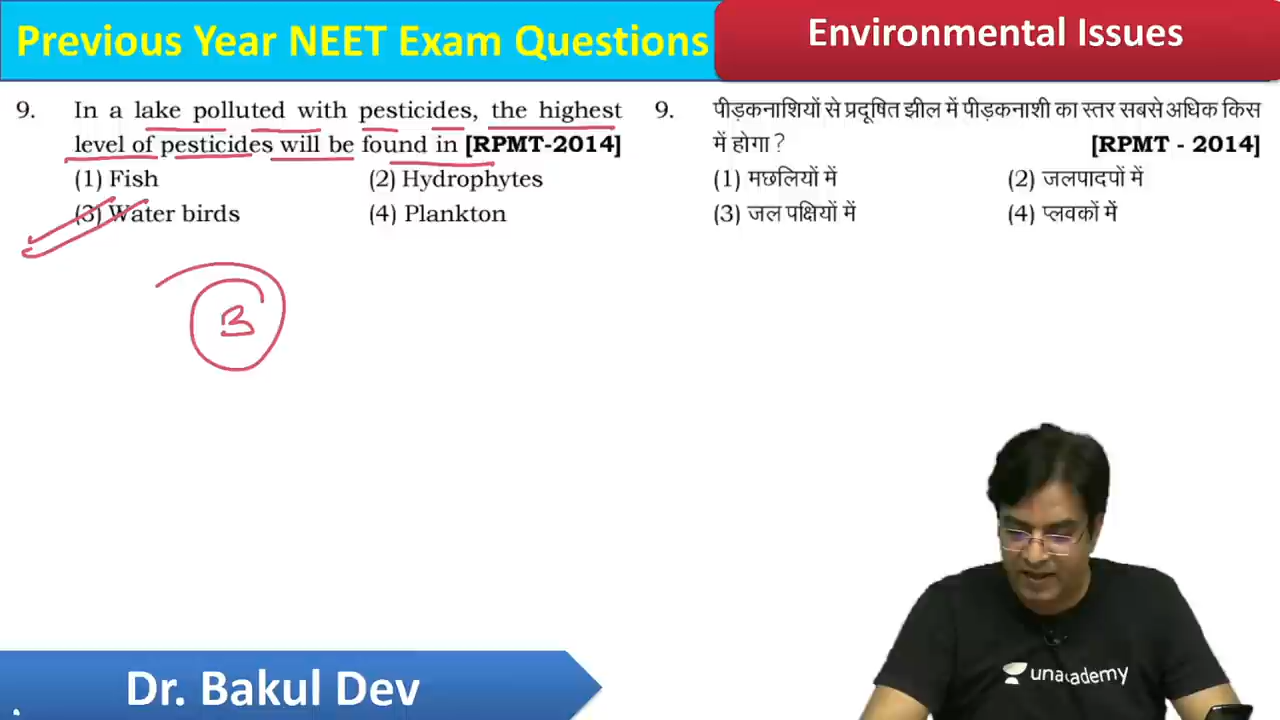 Previous Year NEET Exam Questions
Environmental Issues
9. In a lake polluted with pesticides, the highest
level of pesticides will be found in [RPMT-2014]
(1) Fish (2) Hydrophytes
(3) Water birds (4) Plankton
3
9. पीड़कनाशियों से प्रदूषित झील में पीड़कनाशी का स्तर सबसे अधिक किस
में होगा ? [RPMT - 2014]
(1) मछलियों में (2) जलपादपों में
(3) जल पक्षियों में (4) प्लवकों में
unacademy
Dr. Bakul Dev